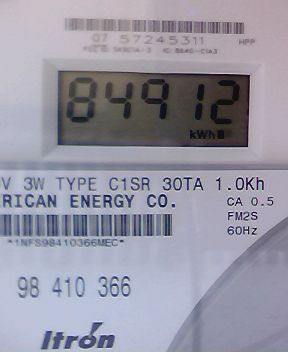 07 57245311 HPP
84912
kWh
V 3W TYPE C1SR 30TA 1.0Kh
RICAN ENERGY CO. CA 0.5
FM2S
*1NFS98410366MEC* 60Hz
98 410 366
Itron